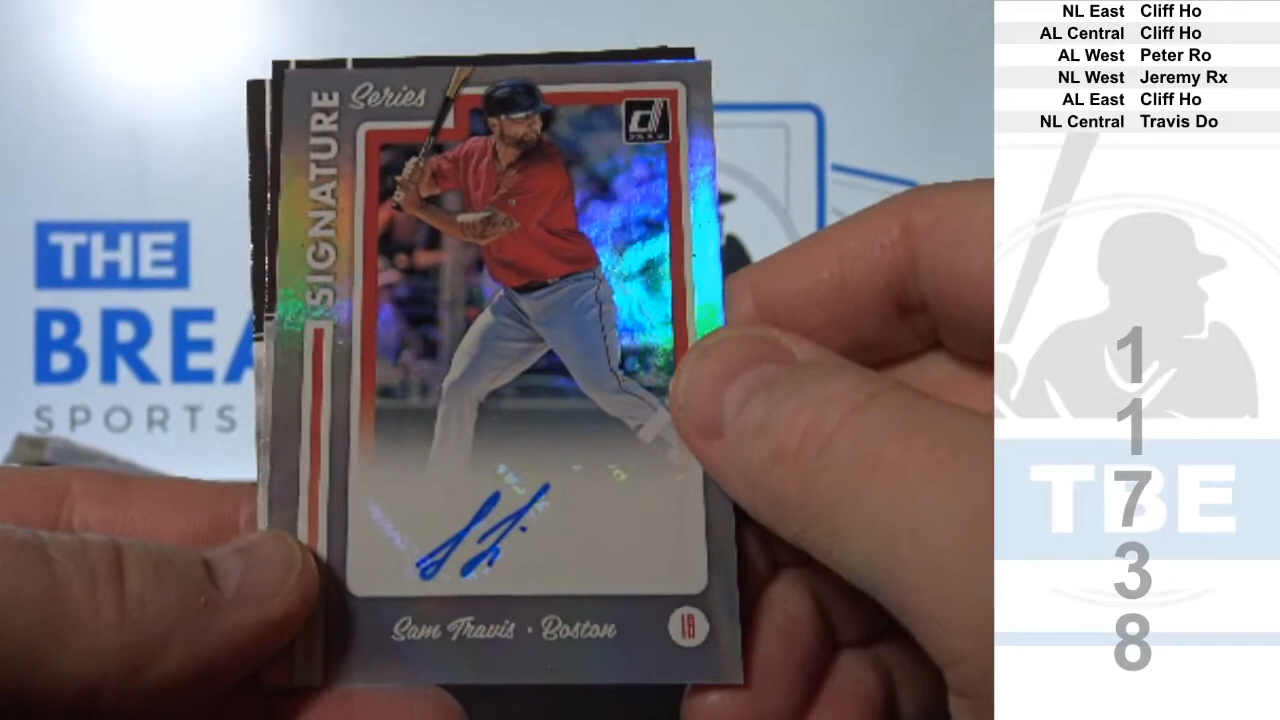 NL East Cliff Ho
AL Central Cliff Ho
AL West Peter Ro
NL West Jeremy Rx
AL East Cliff Ho
NL Central Travis Do
SIGNATURE
Series
THE
BREA
SPORTS
Sam Travis · Boston
1B
TBE
1
1
7
3
8